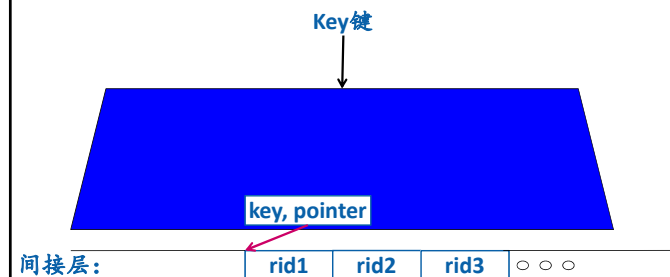 Key键
key, pointer
间接层: rid1 rid2 rid3 ○ ○ ○